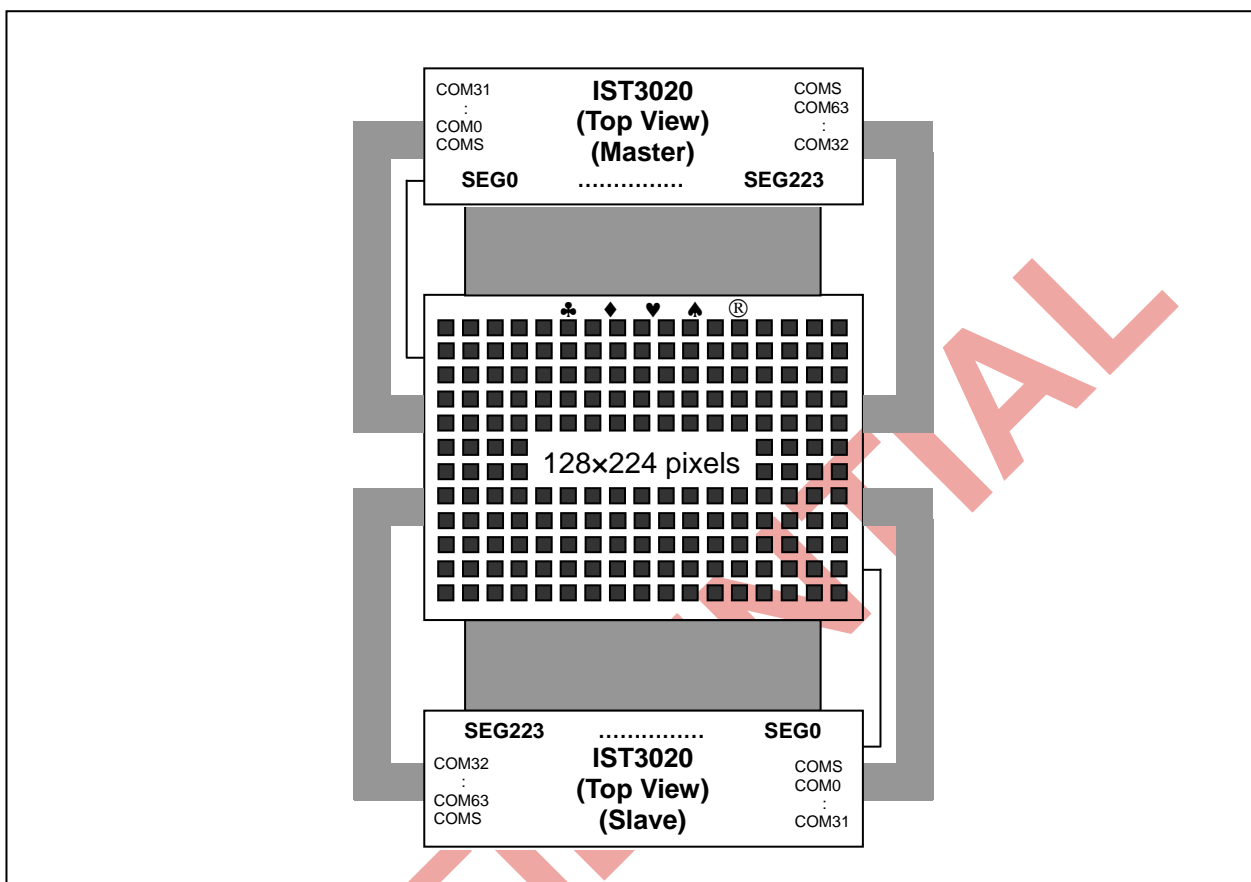 COM31
:
COM0
COMS
IST3020
(Top View)
(Master)
COMS
COM63
:
COM32
SEG0 ............... SEG223
♣ ♦ ♥ ♠ ®
128×224 pixels
SEG223 ............... SEG0
COM32
:
COM63
COMS
IST3020
(Top View)
(Slave)
COMS
COM0
:
COM31